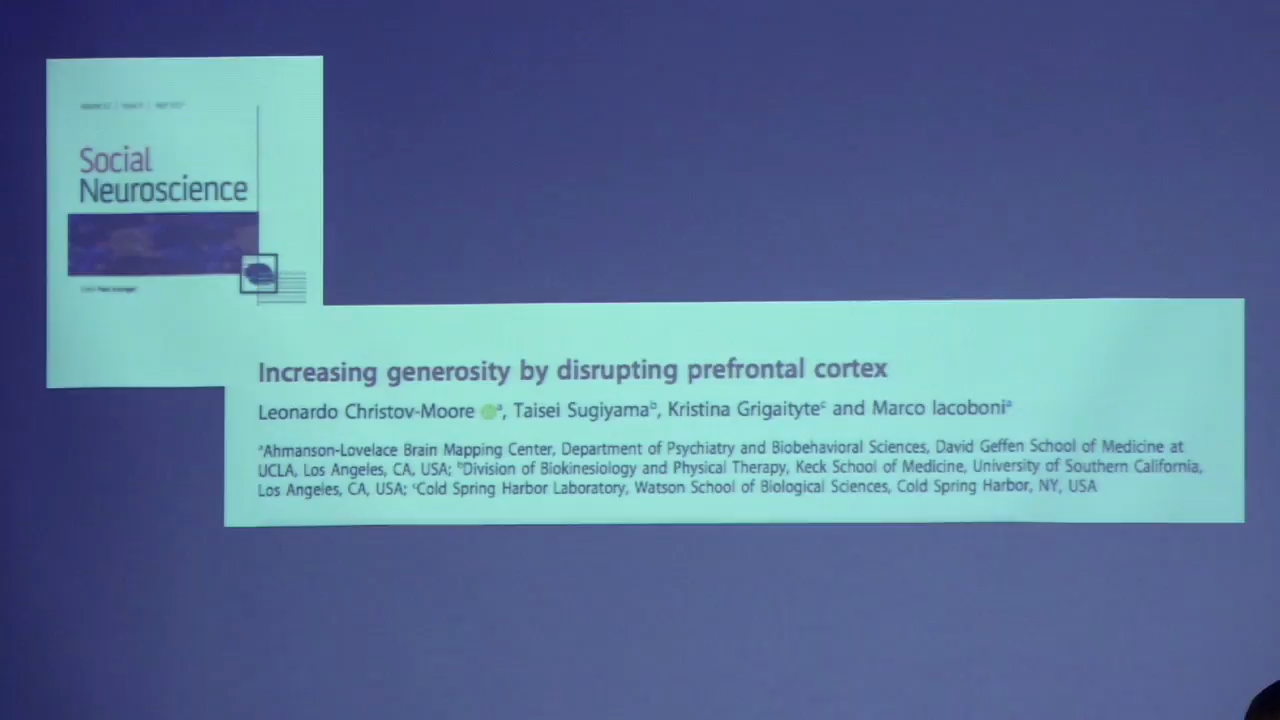 Social
Neuroscience
Increasing generosity by disrupting prefrontal cortex
Leonardo Christov-Moore ᵃ, Taisei Sugiyamaᵇ, Kristina Grigaityteᶜ and Marco Iacoboniᵃ
ᵃAhmanson-Lovelace Brain Mapping Center, Department of Psychiatry and Biobehavioral Sciences, David Geffen School of Medicine at
UCLA, Los Angeles, CA, USA; ᵇDivision of Biokinesiology and Physical Therapy, Keck School of Medicine, University of Southern California,
Los Angeles, CA, USA; ᶜCold Spring Harbor Laboratory, Watson School of Biological Sciences, Cold Spring Harbor, NY, USA